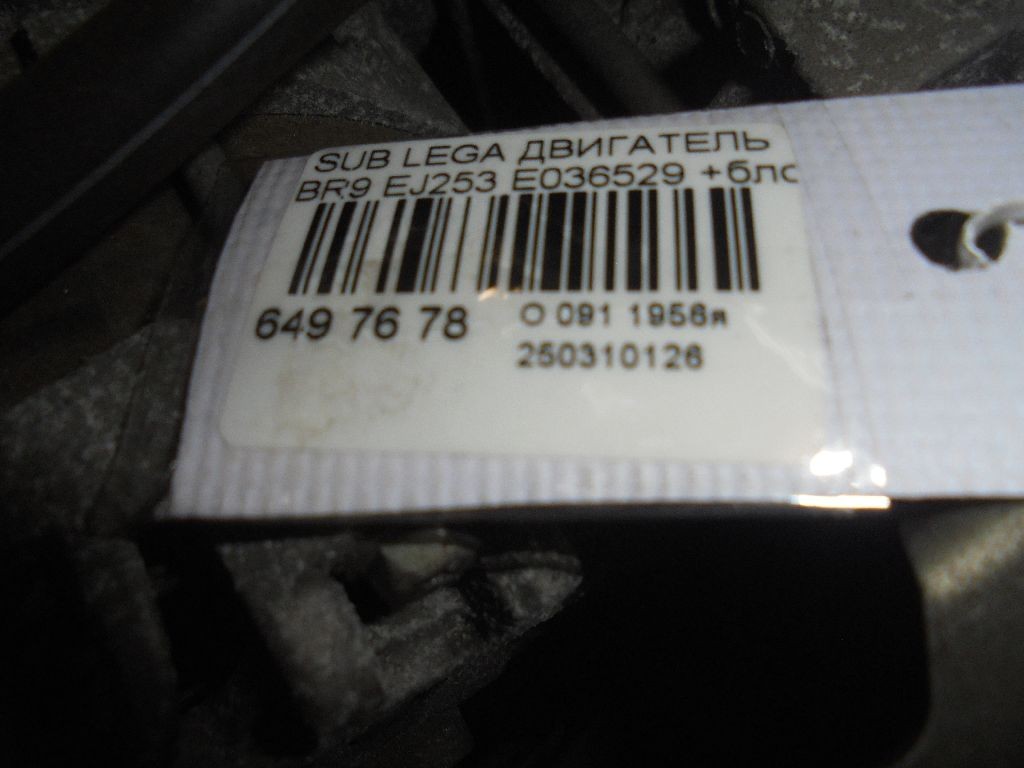 SUB LEGA ДВИГАТЕЛЬ
BR9 EJ253 E036529 +бло
649 76 78
О 091 1956я
250310126